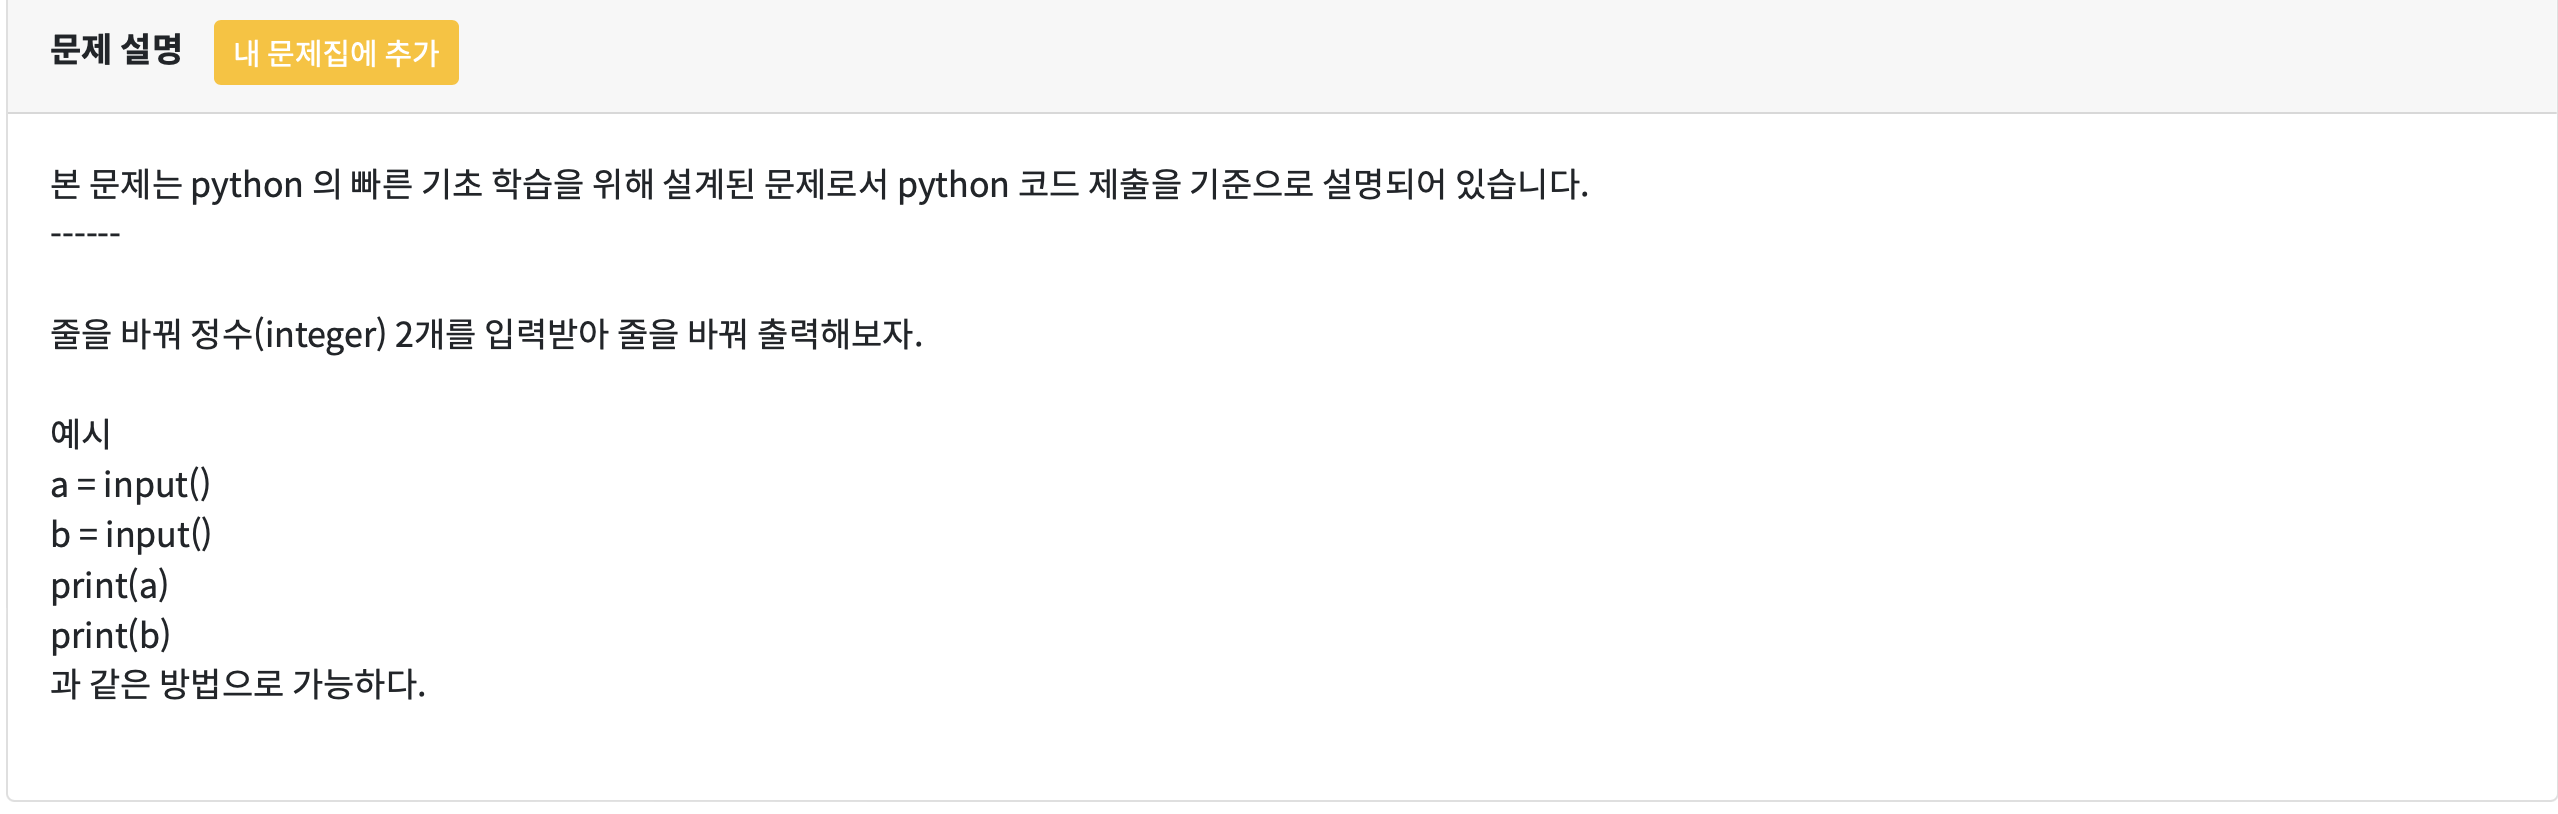 문제 설명
내 문제집에 추가
본 문제는 python 의 빠른 기초 학습을 위해 설계된 문제로서 python 코드 제출을 기준으로 설명되어 있습니다.
------
줄을 바꿔 정수(integer) 2개를 입력받아 줄을 바꿔 출력해보자.
예시
a = input()
b = input()
print(a)
print(b)
과 같은 방법으로 가능하다.